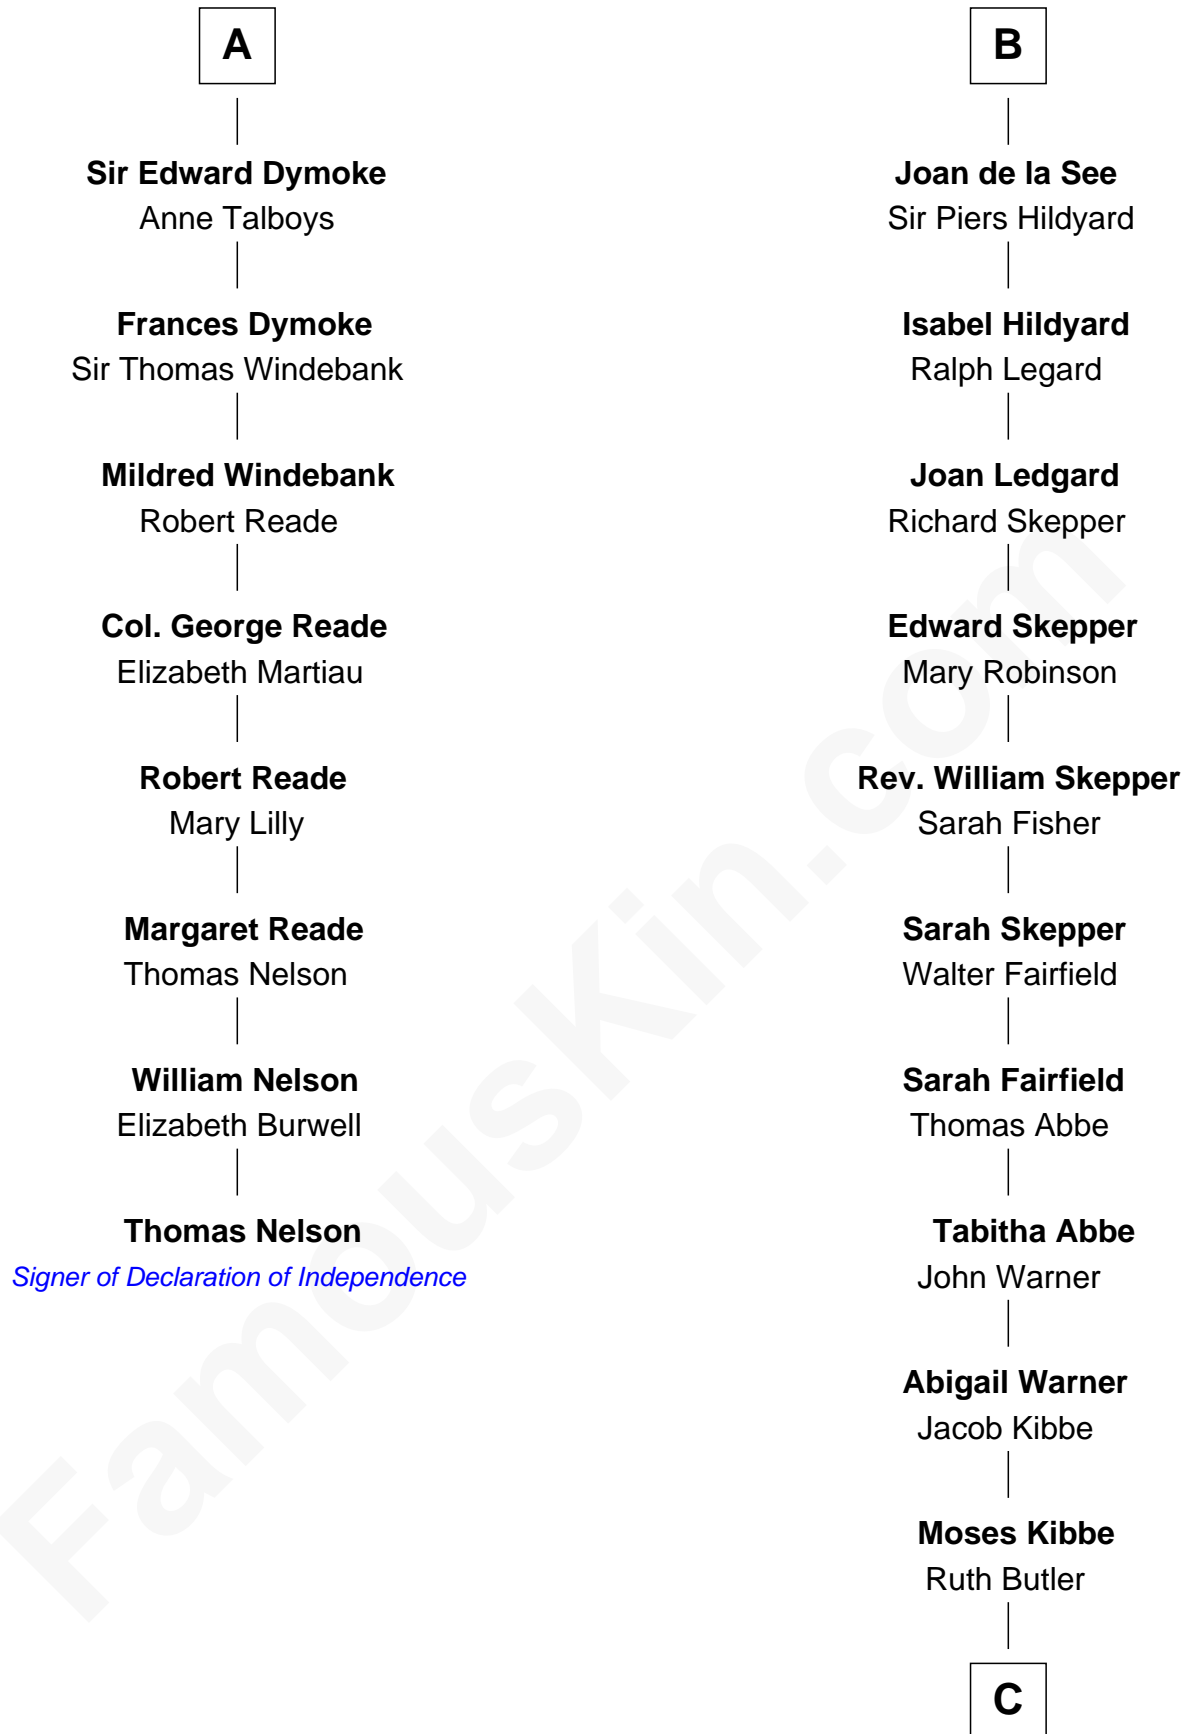 A
Sir Edward Dymoke
Anne Talboys
Frances Dymoke
Sir Thomas Windebank
Mildred Windebank
Robert Reade
Col. George Reade
Elizabeth Martiau
Robert Reade
Mary Lilly
Margaret Reade
Thomas Nelson
William Nelson
Elizabeth Burwell
Thomas Nelson
Signer of Declaration of Independence
B
Joan de la See
Sir Piers Hildyard
Isabel Hildyard
Ralph Legard
Joan Ledgard
Richard Skepper
Edward Skepper
Mary Robinson
Rev. William Skepper
Sarah Fisher
Sarah Skepper
Walter Fairfield
Sarah Fairfield
Thomas Abbe
Tabitha Abbe
John Warner
Abigail Warner
Jacob Kibbe
Moses Kibbe
Ruth Butler
C
FamousKin.com